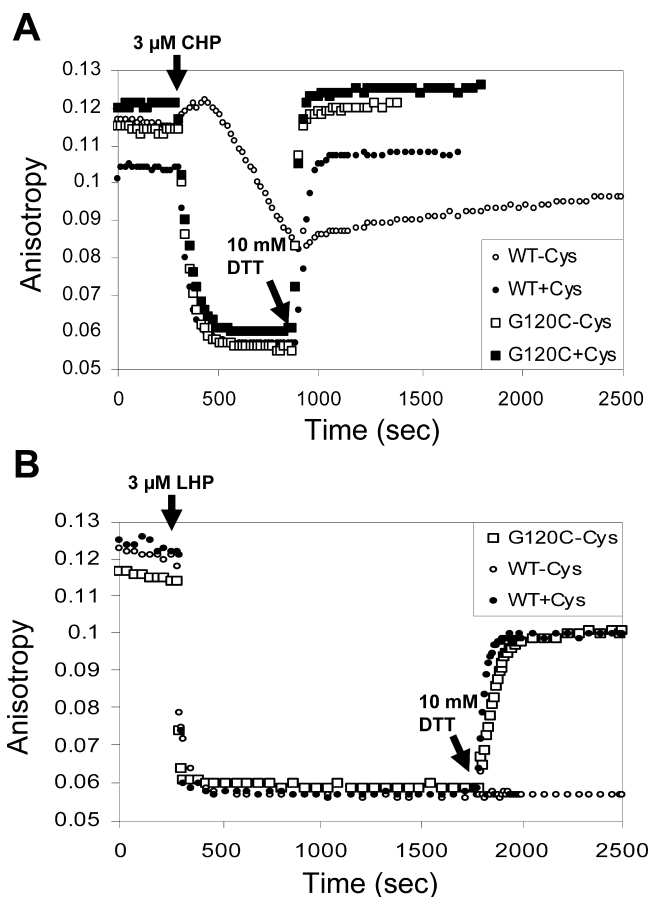 A
3 µM CHP
0.13
0.12
0.11
0.1
0.09
0.08
0.07
0.06
0.05
Anisotropy
10 mM
DTT
WT-Cys
WT+Cys
G120C-Cys
G120C+Cys
0
500
1000
1500
2000
2500
Time (sec)
B
3 µM LHP
0.13
0.12
0.11
0.1
0.09
0.08
0.07
0.06
0.05
Anisotropy
G120C-Cys
WT-Cys
WT+Cys
10 mM
DTT
0
500
1000
1500
2000
2500
Time (sec)